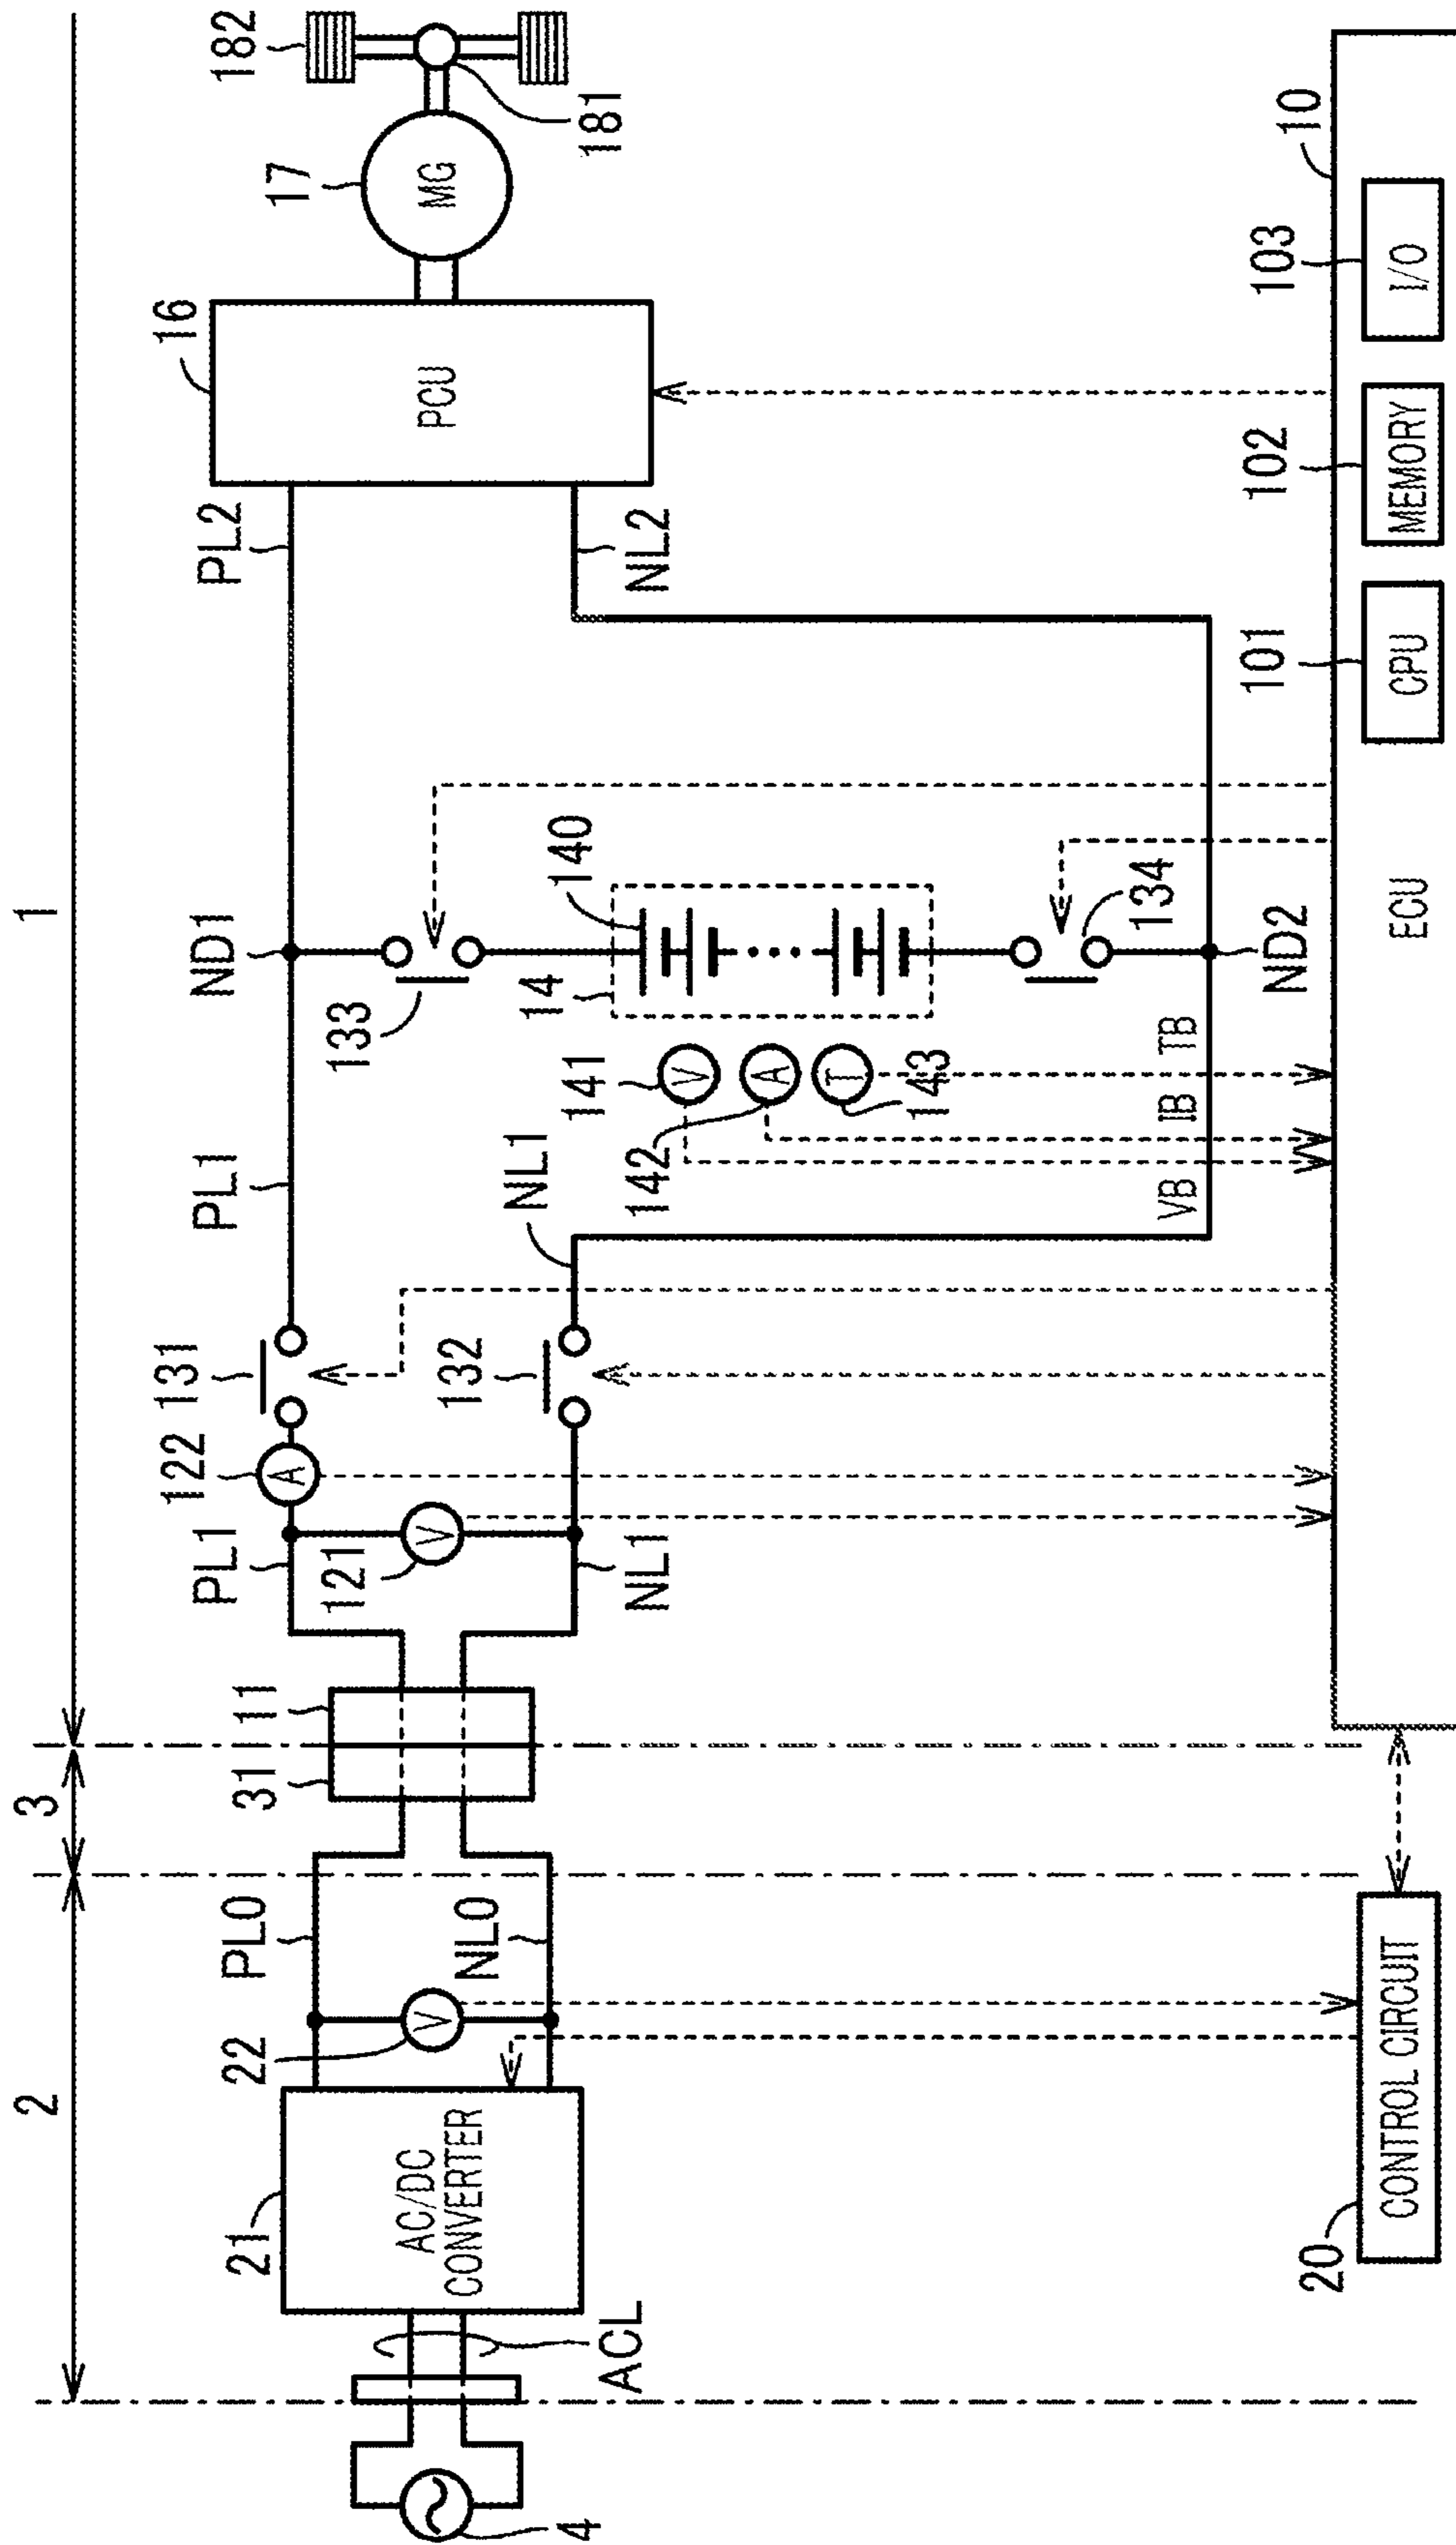 2
3
1
4
ACL
21
AC/DC
CONVERTER
22
PL0
NL0
31
11
PL1
NL1
121
V
V
122
A
131
132
PL1
NL1
ND1
133
14
140
141
V
142
A
143
T
VB
IB
TB
134
ND2
PL2
NL2
16
PCU
17
MG
181
182
20
CONTROL CIRCUIT
ECU
10
101
CPU
102
MEMORY
103
I/O